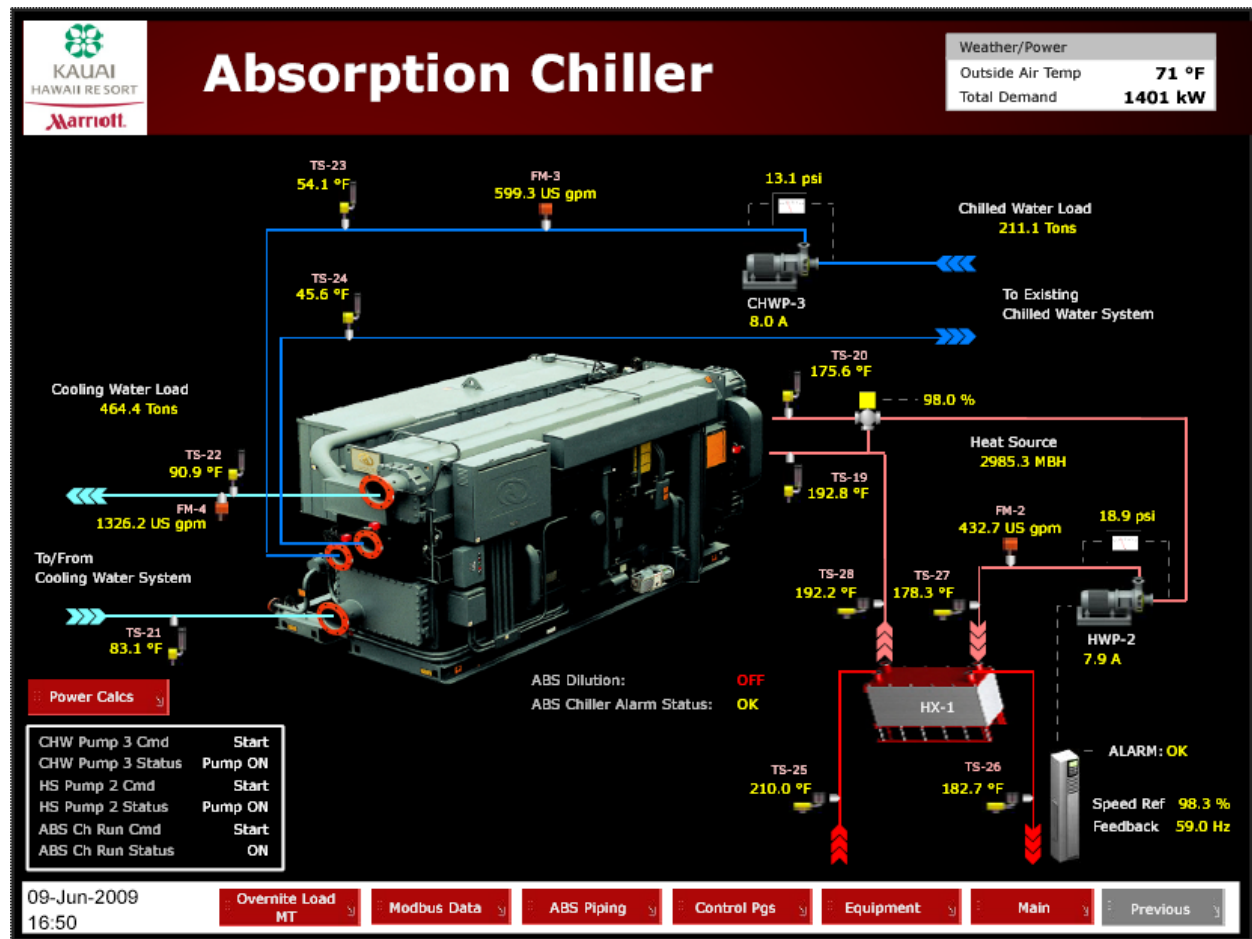 KAUAI
HAWAII RESORT
Marriott.
Absorption Chiller
Weather/Power
Outside Air Temp 71 °F
Total Demand 1401 kW
TS-23
54.1 °F
FM-3
599.3 US gpm
13.1 psi
Chilled Water Load
211.1 Tons
TS-24
45.6 °F
CHWP-3
8.0 A
To Existing
Chilled Water System
TS-20
175.6 °F
98.0 %
Cooling Water Load
464.4 Tons
Heat Source
2985.3 MBH
TS-22
90.9 °F
TS-19
192.8 °F
FM-4
1326.2 US gpm
FM-2
432.7 US gpm
18.9 psi
To/From
Cooling Water System
TS-28
192.2 °F
TS-27
178.3 °F
TS-21
83.1 °F
HWP-2
7.9 A
ABS Dilution: OFF
ABS Chiller Alarm Status: OK
HX-1
Power Calcs
CHW Pump 3 Cmd Start
CHW Pump 3 Status Pump ON
HS Pump 2 Cmd Start
HS Pump 2 Status Pump ON
ABS Ch Run Cmd Start
ABS Ch Run Status ON
TS-25
210.0 °F
TS-26
182.7 °F
ALARM: OK
Speed Ref 98.3 %
Feedback 59.0 Hz
09-Jun-2009
16:50
Overnite Load
MT
Modbus Data
ABS Piping
Control Pgs
Equipment
Main
Previous